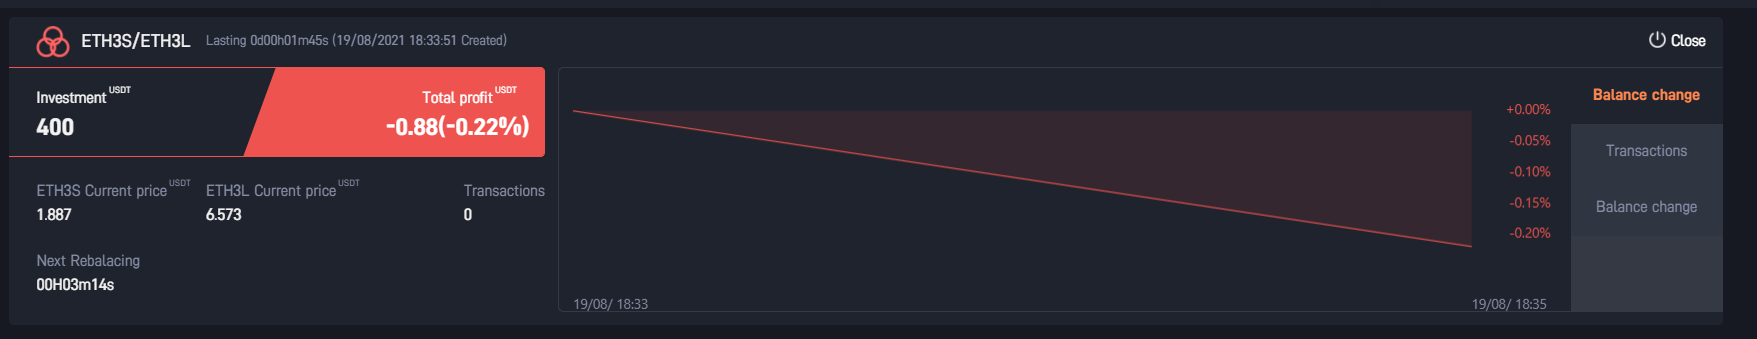 ETH3S/ETH3L Lasting 0d00h01m45s (19/08/2021 18:33:51 Created)
Close
Investment USDT
400
Total profit USDT
-0.88(-0.22%)
ETH3S Current price USDT
1.887
ETH3L Current price USDT
6.573
Transactions
0
Next Rebalacing
00H03m14s
+0.00%
-0.05%
-0.10%
-0.15%
-0.20%
19/08/ 18:33
19/08/ 18:35
Balance change
Transactions
Balance change